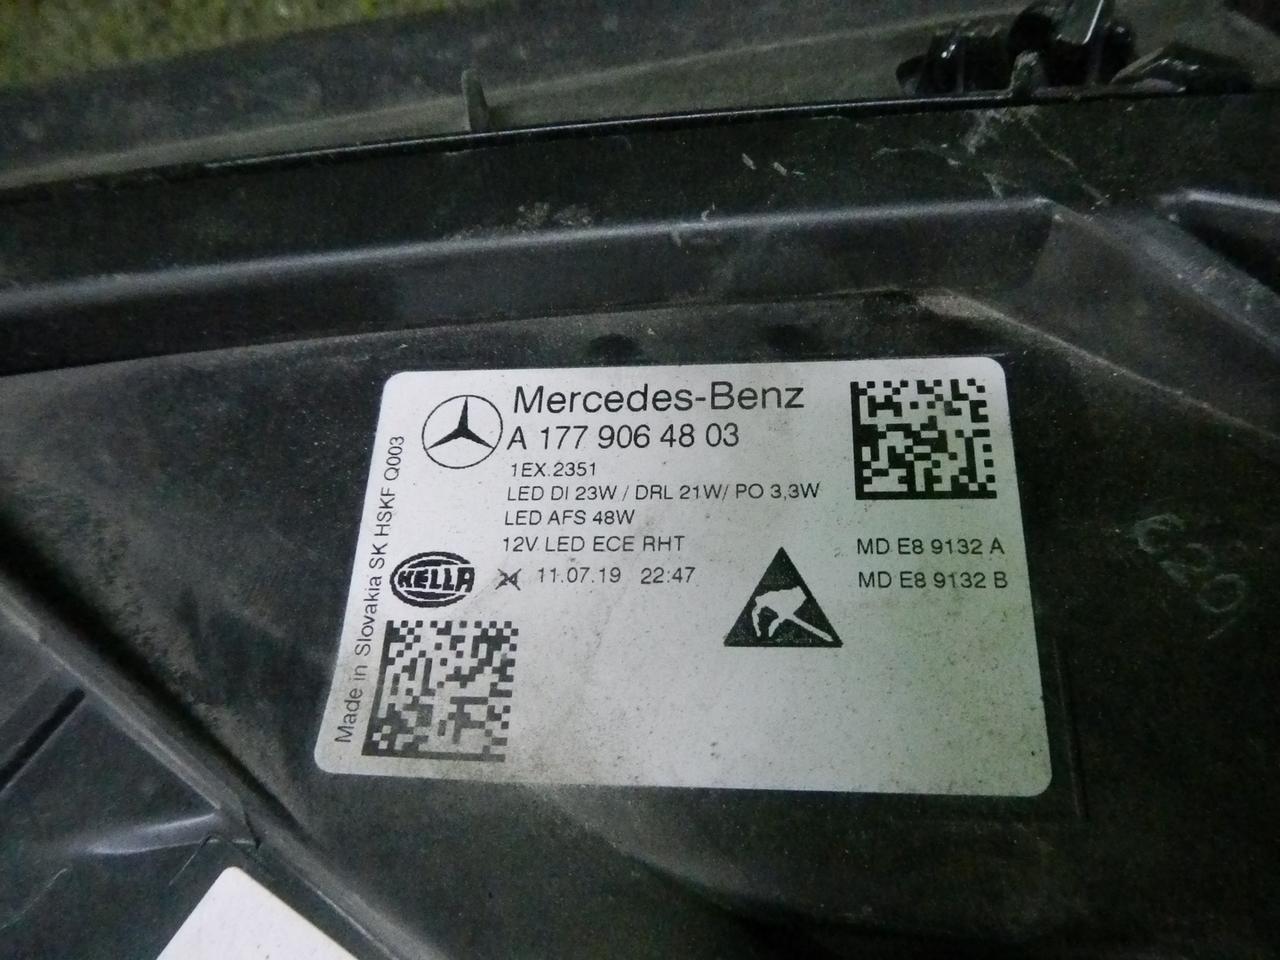 Mercedes-Benz
A 177 906 48 03
1EX.2351
LED DI 23W / DRL 21W/ PO 3,3W
LED AFS 48W
12V LED ECE RHT
HELLA
24 11.07.19 22:47
MD E8 9132 A
MD E8 9132 B
Made in Slovakia SK HSKF Q003